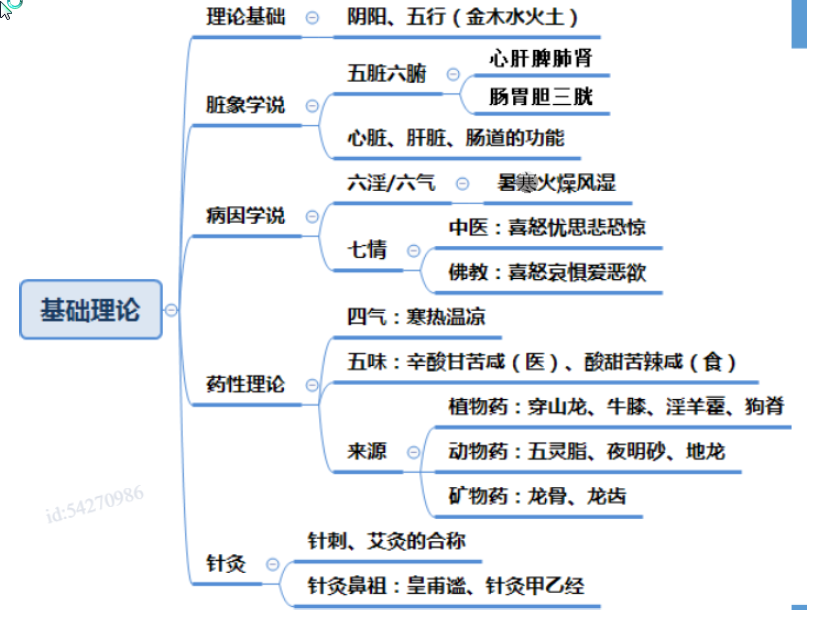 理论基础
阴阳、五行（金木水火土）
脏象学说
五脏六腑
心肝脾肺肾
肠胃胆三胱
心脏、肝脏、肠道的功能
病因学说
六淫/六气
暑寒火燥风湿
七情
中医：喜怒忧思悲恐惊
佛教：喜怒哀惧爱恶欲
基础理论
药性理论
四气：寒热温凉
五味：辛酸甘苦咸（医）、酸甜苦辣咸（食）
来源
植物药：穿山龙、牛膝、淫羊藿、狗脊
动物药：五灵脂、夜明砂、地龙
矿物药：龙骨、龙齿
针灸
针刺、艾灸的合称
针灸鼻祖：皇甫谧、针灸甲乙经
id:54270986